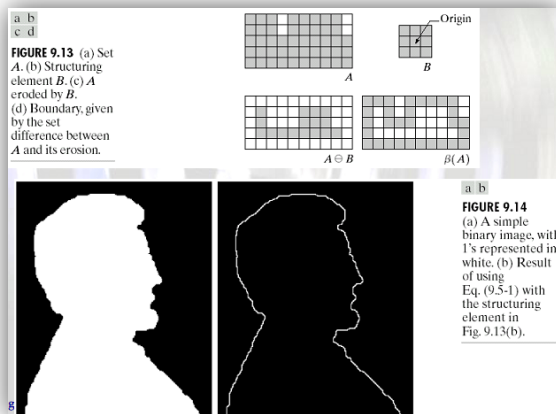 a b
c d
FIGURE 9.13 (a) Set
A. (b) Structuring
element B. (c) A
eroded by B.
(d) Boundary, given
by the set
difference between
A and its erosion.
Origin
A
B
A ⊖ B
β(A)
a b
FIGURE 9.14
(a) A simple
binary image, with
1's represented in
white. (b) Result
of using
Eq. (9.5-1) with
the structuring
element in
Fig. 9.13(b).